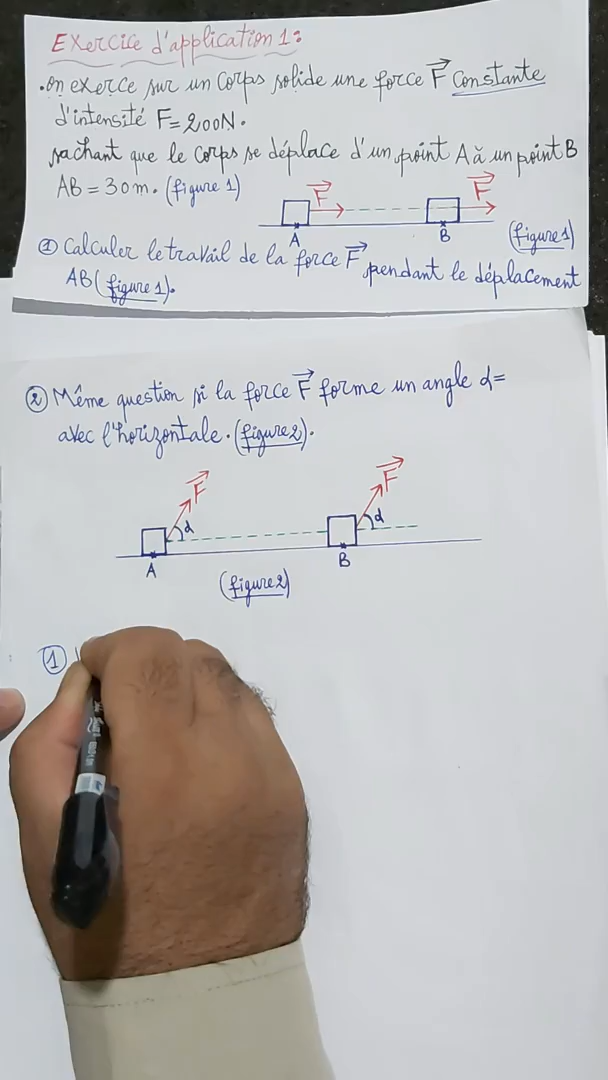 Exercice d'application 1:
. on exerce sur un corps solide une force F Constante
d'intensité F = 200N.
sachant que le corps se déplace d'un point A à un point B
AB = 30 m. (figure 1)
F F
A B (figure 1)
① Calculer le travail de la force F pendant le déplacement
AB (figure 1).
② Même question si la force F forme un angle α =
avec l'horizontale. (figure 2).
F F
α α
A B
(figure 2)
①